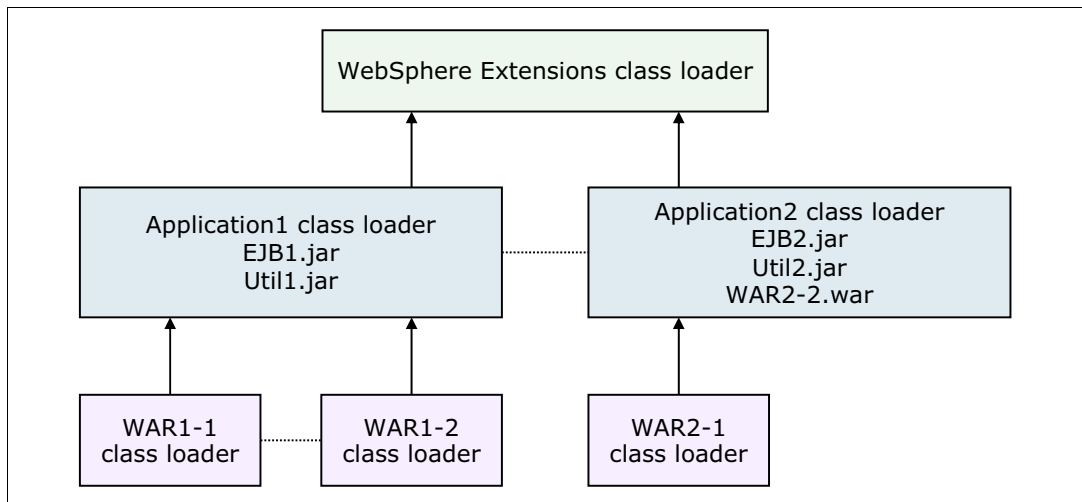 WebSphere Extensions class loader
Application1 class loader
EJB1.jar
Util1.jar
Application2 class loader
EJB2.jar
Util2.jar
WAR2-2.war
WAR1-1
class loader
WAR1-2
class loader
WAR2-1
class loader